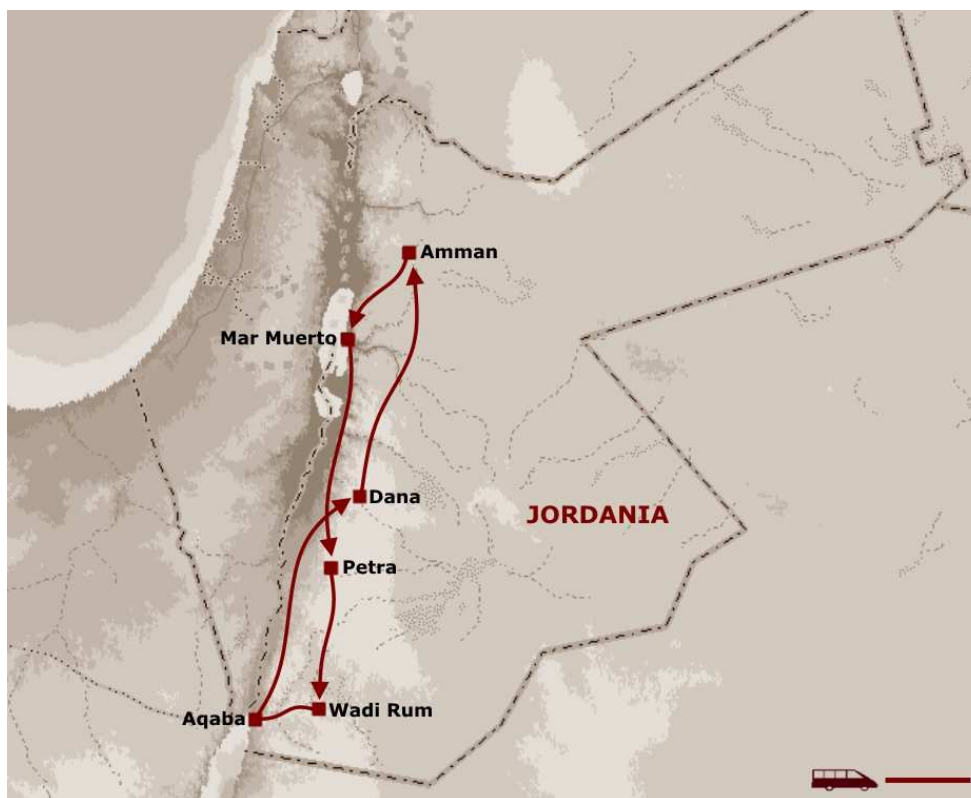 Amman
Mar Muerto
Dana
JORDANIA
Petra
Wadi Rum
Aqaba